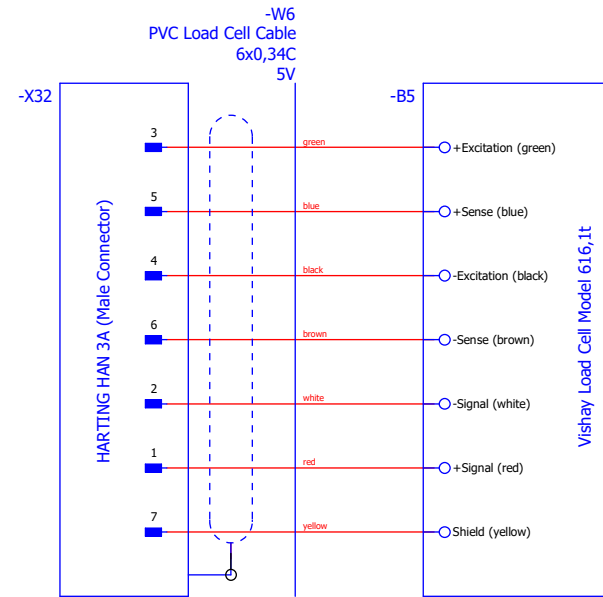 -W6
PVC Load Cell Cable
6x0,34C
5V
-X32
-B5
3
green
+Excitation (green)
5
blue
+Sense (blue)
4
black
-Excitation (black)
6
brown
-Sense (brown)
2
white
-Signal (white)
1
red
+Signal (red)
7
yellow
Shield (yellow)
HARTING HAN 3A (Male Connector)
Vishay Load Cell Model 616,1t